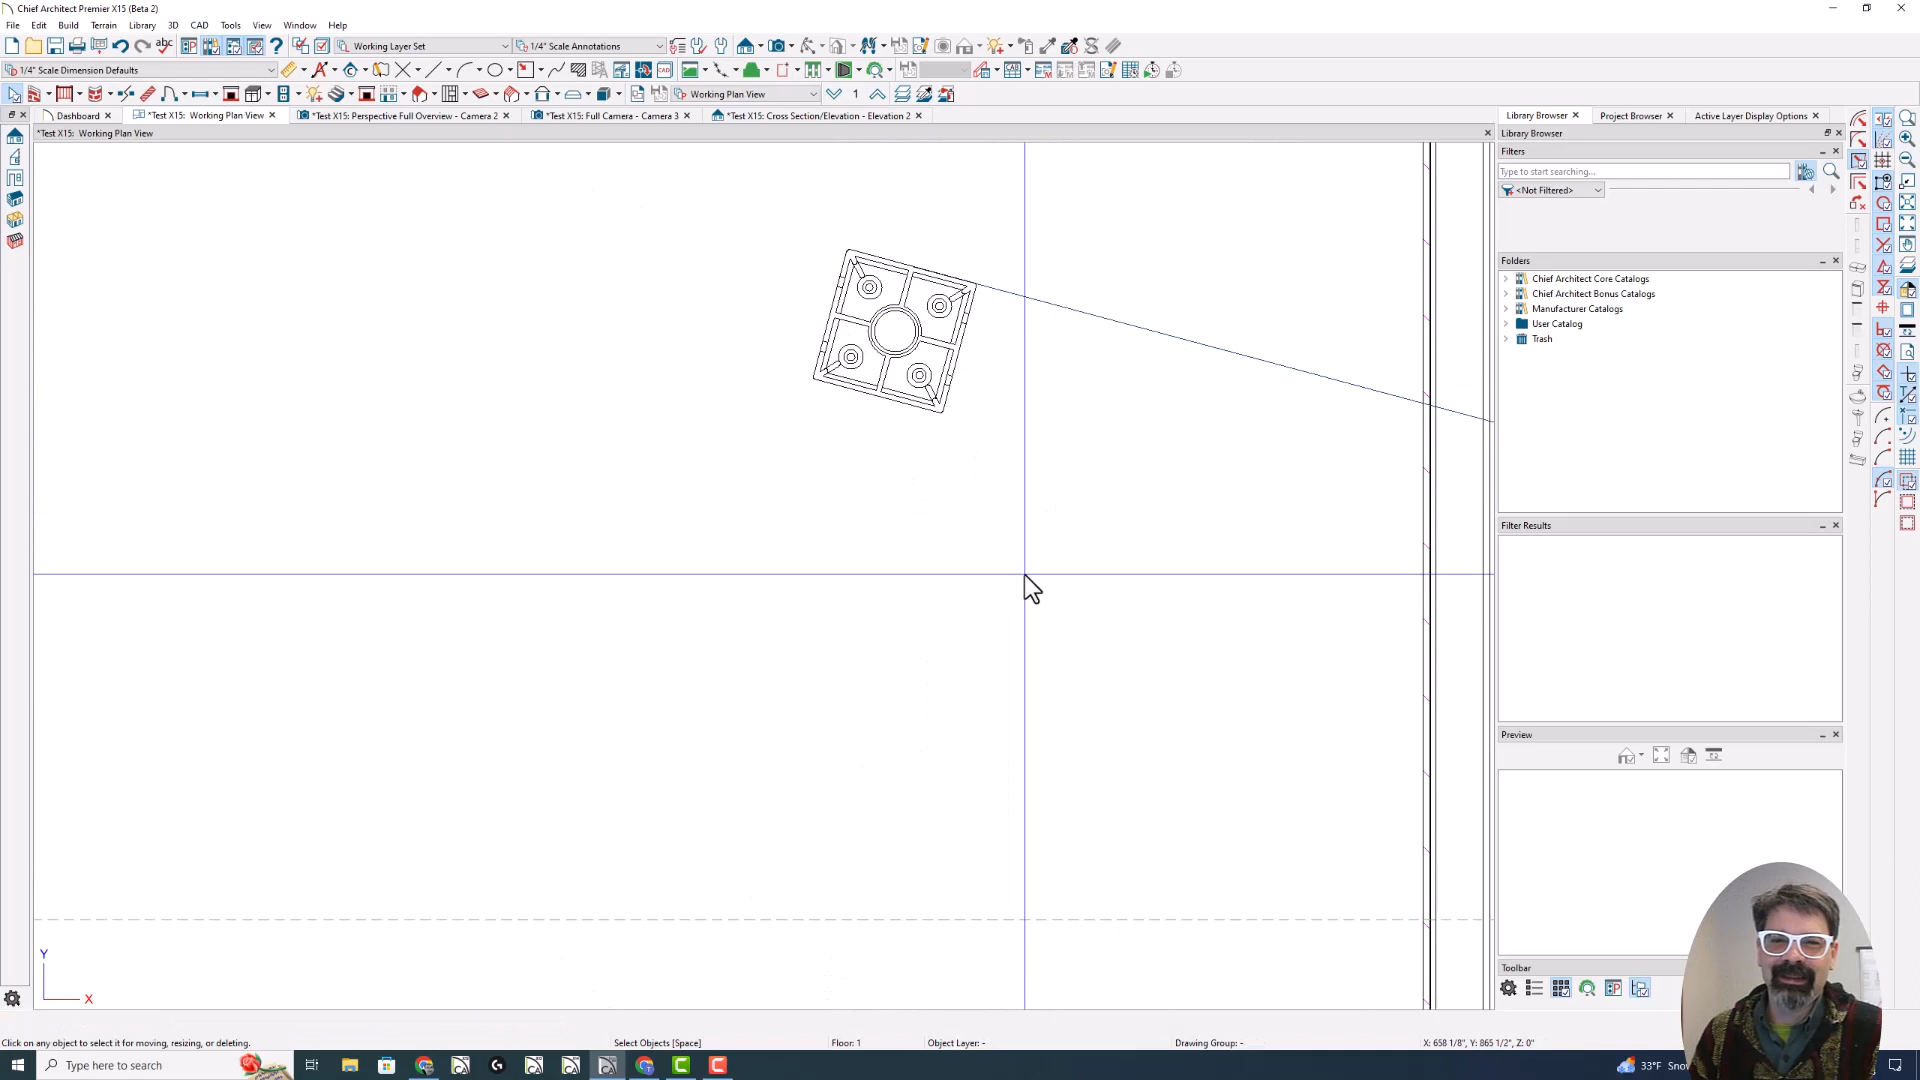 Chief Architect Premier X15 (Beta 2)
File Edit Build Terrain Library 3D CAD Tools View Window Help
Working Layer Set 1/4" Scale Annotations
1/4" Scale Dimension Defaults
Working Plan View 1
Dashboard *Test X15: Working Plan View *Test X15: Perspective Full Overview - Camera 2 *Test X15: Full Camera - Camera 3 *Test X15: Cross Section/Elevation - Elevation 2
*Test X15: Working Plan View
Library Browser Project Browser Active Layer Display Options
Library Browser
Filters
Type to start searching...
<Not Filtered>
Folders
Chief Architect Core Catalogs
Chief Architect Bonus Catalogs
Manufacturer Catalogs
User Catalog
Trash
Filter Results
Preview
Toolbar
Y
X
Click on any object to select it for moving, resizing, or deleting. Select Objects [Space] Floor: 1 Object Layer: - Drawing Group: - X: 658 1/8", Y: 865 1/2", Z: 0"
Type here to search 33°F